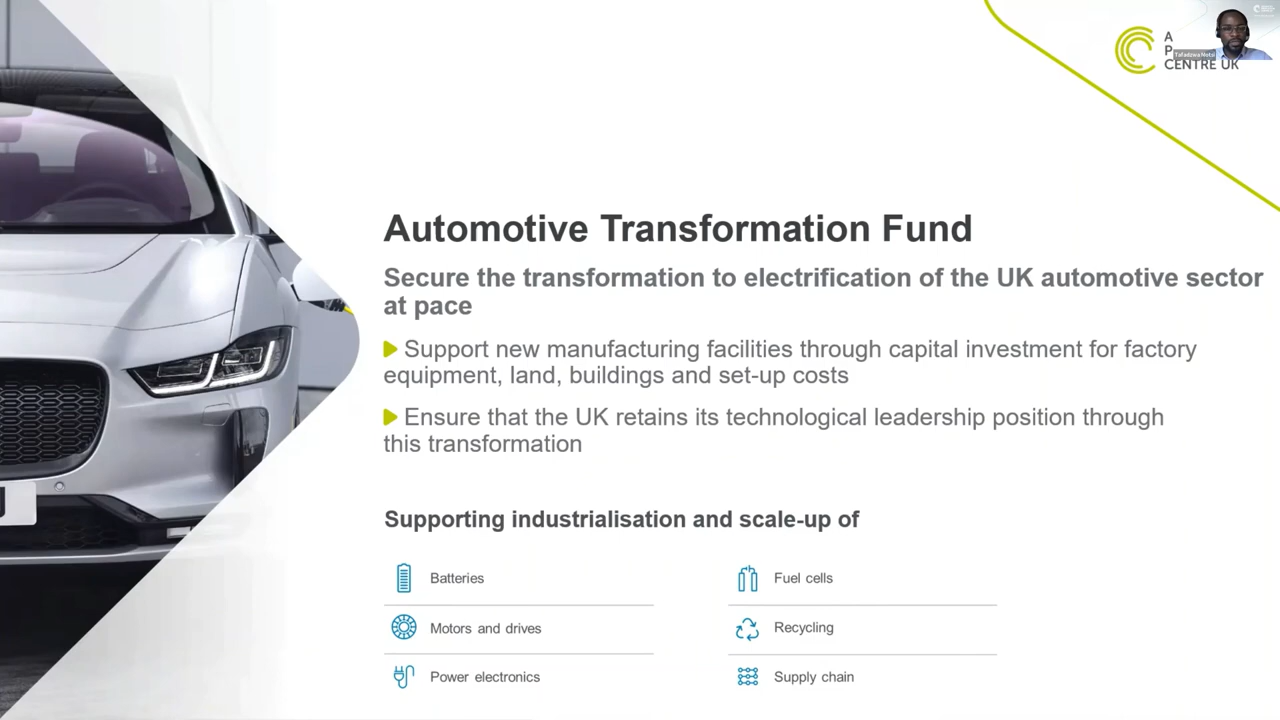 A
P
CENTRE UK
Automotive Transformation Fund
Secure the transformation to electrification of the UK automotive sector
at pace
Support new manufacturing facilities through capital investment for factory
equipment, land, buildings and set-up costs
Ensure that the UK retains its technological leadership position through
this transformation
Supporting industrialisation and scale-up of
Batteries
Fuel cells
Motors and drives
Recycling
Power electronics
Supply chain